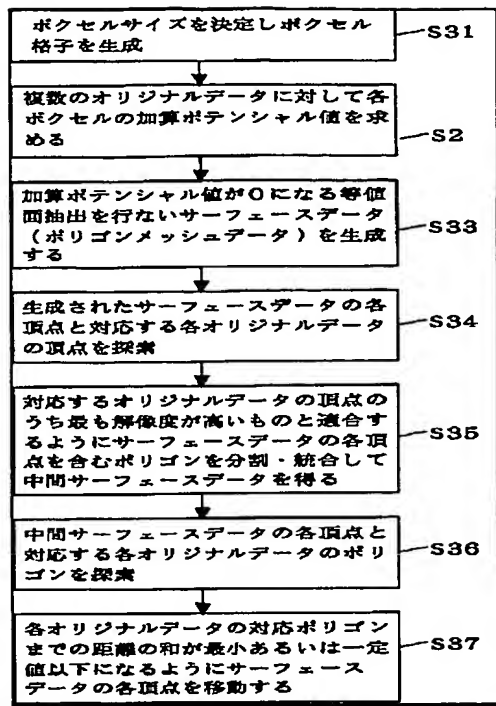 ボクセルサイズを決定しボクセル
格子を生成
S31
複数のオリジナルデータに対して各
ボクセルの加算ポテンシャル値を求
める
S2
加算ポテンシャル値が0になる等値
面抽出を行ないサーフェースデータ
(ポリゴンメッシュデータ)を生成
する
S33
生成されたサーフェースデータの各
頂点と対応する各オリジナルデータ
の頂点を探索
S34
対応するオリジナルデータの頂点の
うち最も解像度が高いものと適合す
るようにサーフェースデータの各頂
点を含むポリゴンを分割・統合して
中間サーフェースデータを得る
S35
中間サーフェースデータの各頂点と
対応する各オリジナルデータのポリ
ゴンを探索
S36
各オリジナルデータの対応ポリゴン
までの距離の和が最小あるいは一定
値以下になるようにサーフェース
データの各頂点を移動する
S37